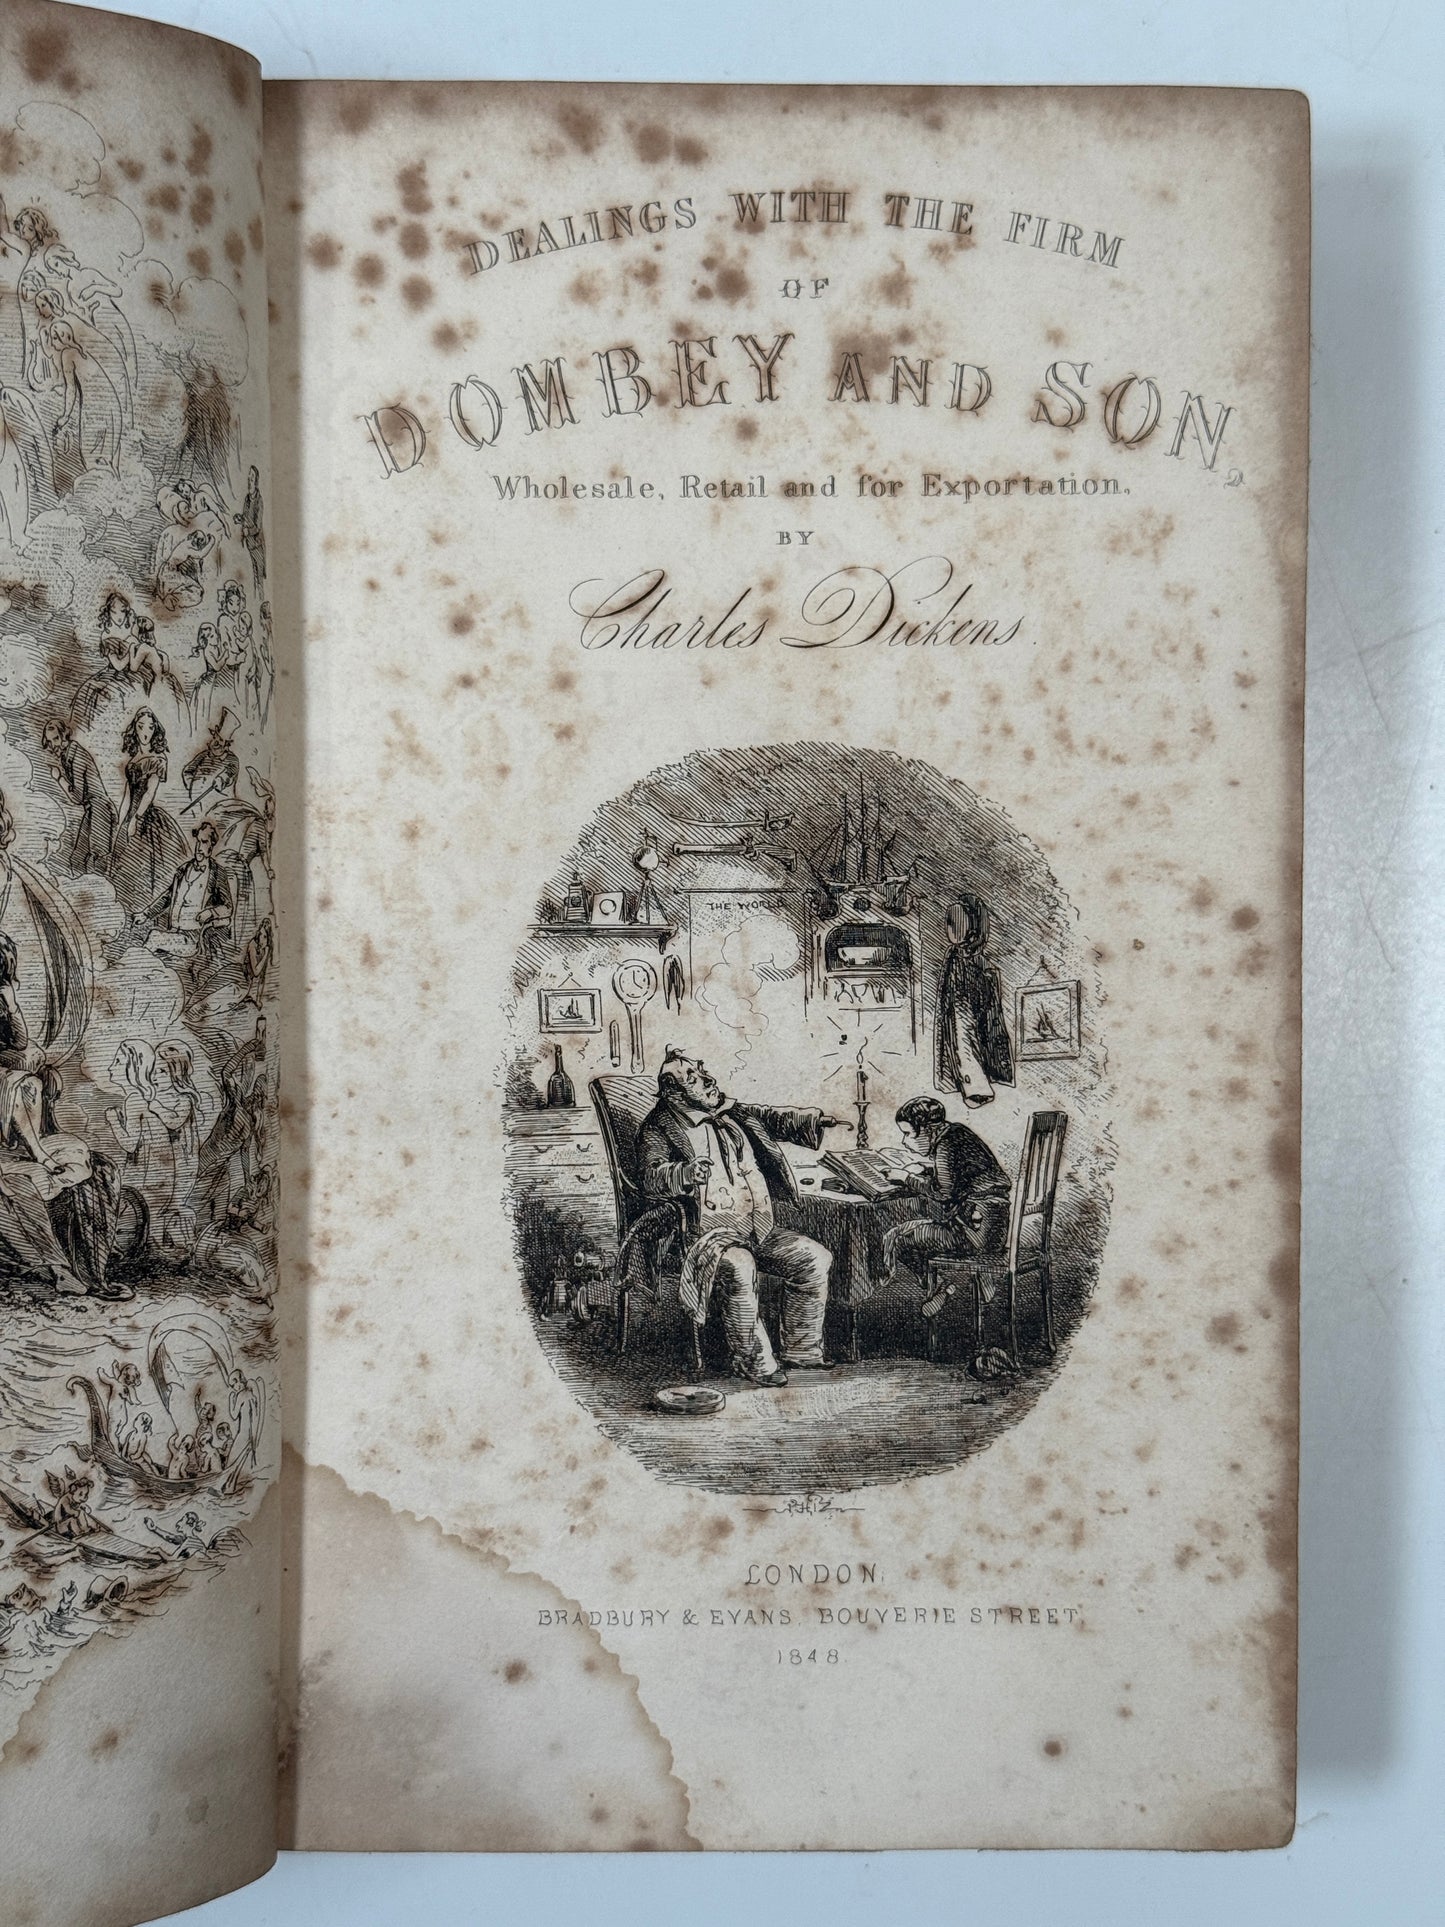 DEALINGS WITH THE FIRM
OF
DOMBEY AND SON,
Wholesale, Retail and for Exportation,
BY
Charles Dickens.
THE WORLD
PHIZ
LONDON,
BRADBURY & EVANS, BOUVERIE STREET,
1848.